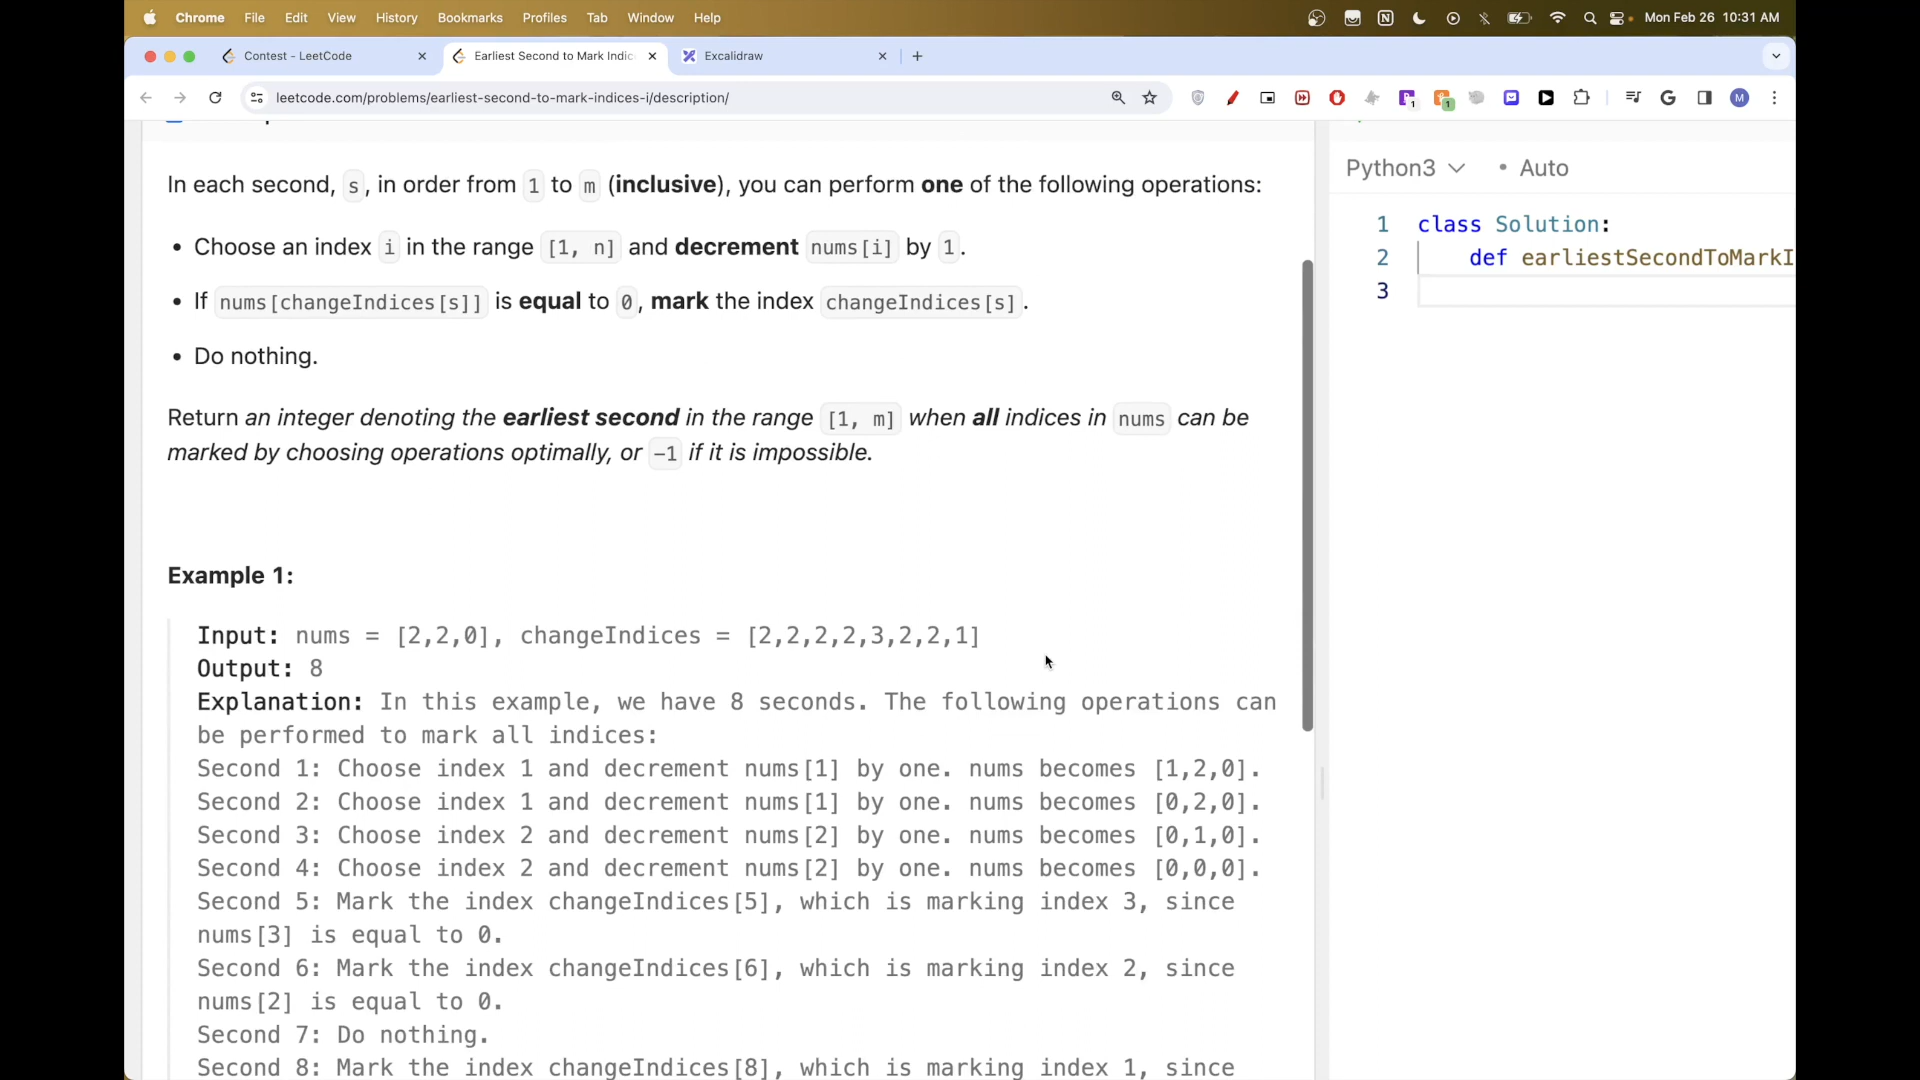 Chrome File Edit View History Bookmarks Profiles Tab Window Help Mon Feb 26 10:31 AM
Contest - LeetCode Earliest Second to Mark Indic Excalidraw
leetcode.com/problems/earliest-second-to-mark-indices-i/description/
In each second, s, in order from 1 to m (inclusive), you can perform one of the following operations:
• Choose an index i in the range [1, n] and decrement nums[i] by 1.
• If nums[changeIndices[s]] is equal to 0, mark the index changeIndices[s].
• Do nothing.
Return an integer denoting the earliest second in the range [1, m] when all indices in nums can be
marked by choosing operations optimally, or -1 if it is impossible.
Example 1:
Input: nums = [2,2,0], changeIndices = [2,2,2,2,3,2,2,1]
Output: 8
Explanation: In this example, we have 8 seconds. The following operations can
be performed to mark all indices:
Second 1: Choose index 1 and decrement nums[1] by one. nums becomes [1,2,0].
Second 2: Choose index 1 and decrement nums[1] by one. nums becomes [0,2,0].
Second 3: Choose index 2 and decrement nums[2] by one. nums becomes [0,1,0].
Second 4: Choose index 2 and decrement nums[2] by one. nums becomes [0,0,0].
Second 5: Mark the index changeIndices[5], which is marking index 3, since
nums[3] is equal to 0.
Second 6: Mark the index changeIndices[6], which is marking index 2, since
nums[2] is equal to 0.
Second 7: Do nothing.
Second 8: Mark the index changeIndices[8], which is marking index 1, since
Python3 • Auto
1 class Solution:
2 def earliestSecondToMarkI
3